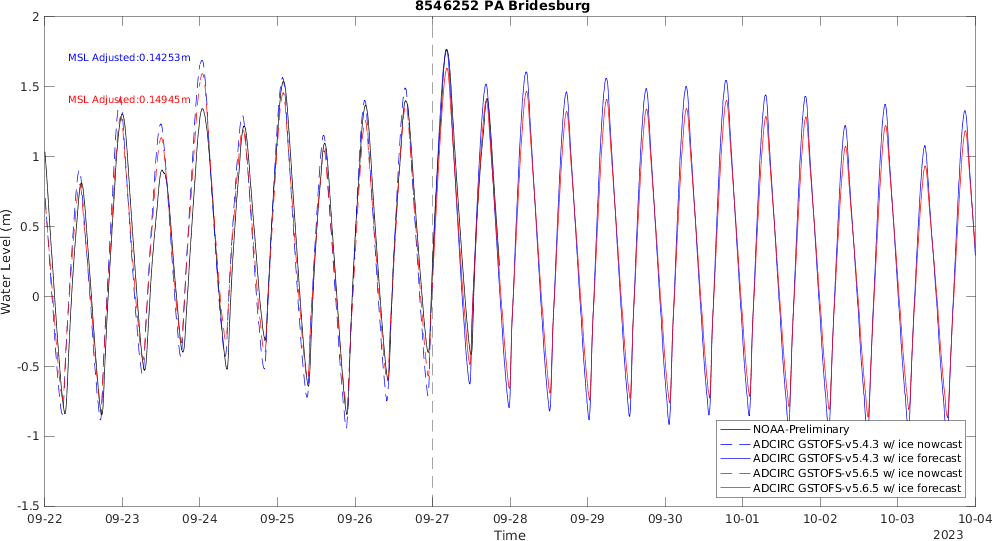 8546252 PA Bridesburg
MSL Adjusted:0.14253m
MSL Adjusted:0.14945m
Water Level (m)
2
1.5
1
0.5
0
-0.5
-1
-1.5
NOAA-Preliminary
ADCIRC GSTOFS-v5.4.3 w/ ice nowcast
ADCIRC GSTOFS-v5.4.3 w/ ice forecast
ADCIRC GSTOFS-v5.6.5 w/ ice nowcast
ADCIRC GSTOFS-v5.6.5 w/ ice forecast
09-22 09-23 09-24 09-25 09-26 09-27 09-28 09-29 09-30 10-01 10-02 10-03 10-04
Time
2023